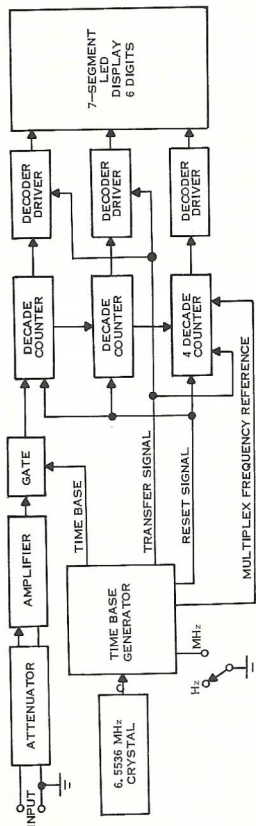 INPUT
ATTENUATOR
AMPLIFIER
GATE
DECADE
COUNTER
DECODER
DRIVER
7–SEGMENT
LED
DISPLAY
6 DIGITS
DECADE
COUNTER
DECODER
DRIVER
4 DECADE
COUNTER
DECODER
DRIVER
6.5536 MHz
CRYSTAL
TIME BASE
GENERATOR
TIME BASE
TRANSFER SIGNAL
RESET SIGNAL
MULTIPLEX FREQUENCY REFERENCE
MHz
Hz